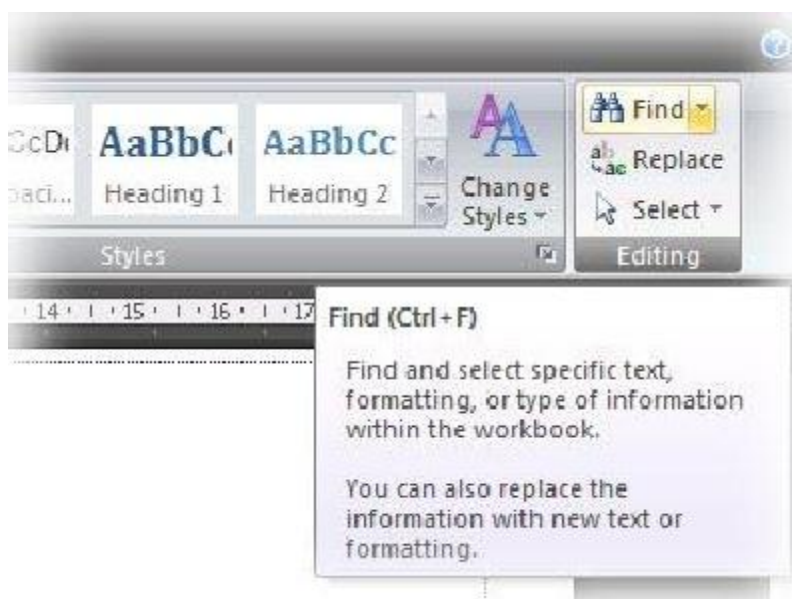 Find
Replace
Select
AaBbC
AaBbCc
Heading 1
Heading 2
Change
Styles
Styles
Editing
14 15 16 17
Find (Ctrl+F)
Find and select specific text,
formatting, or type of information
within the workbook.
You can also replace the
information with new text or
formatting.